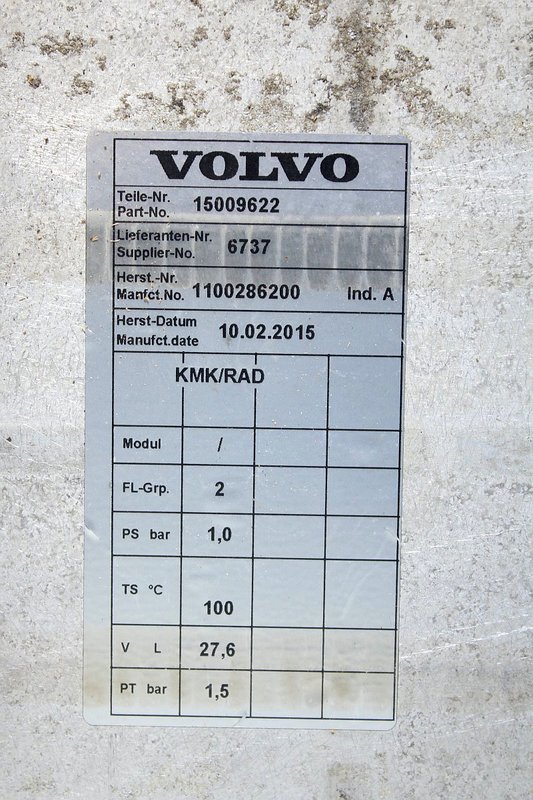 VOLVO
Teile-Nr.
Part-No. 15009622
Lieferanten-Nr.
Supplier-No. 6737
Herst.-Nr.
Manfct.No. 1100286200 Ind. A
Herst-Datum
Manufct.date 10.02.2015
KMK/RAD
Modul /
FL-Grp. 2
PS bar 1,0
TS °C 100
V L 27,6
PT bar 1,5